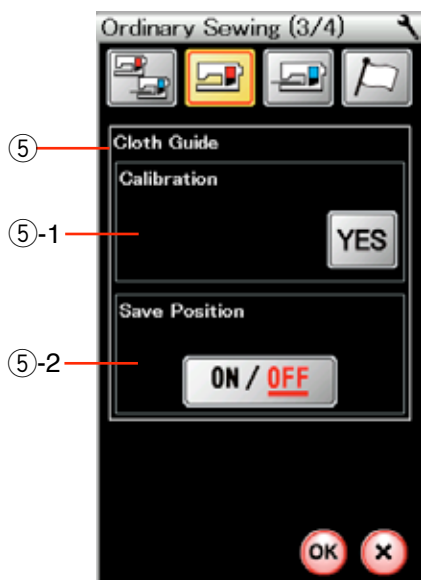 Ordinary Sewing (3/4)
⑤ Cloth Guide
Calibration
⑤-1 YES
Save Position
⑤-2 ON / OFF
OK ×